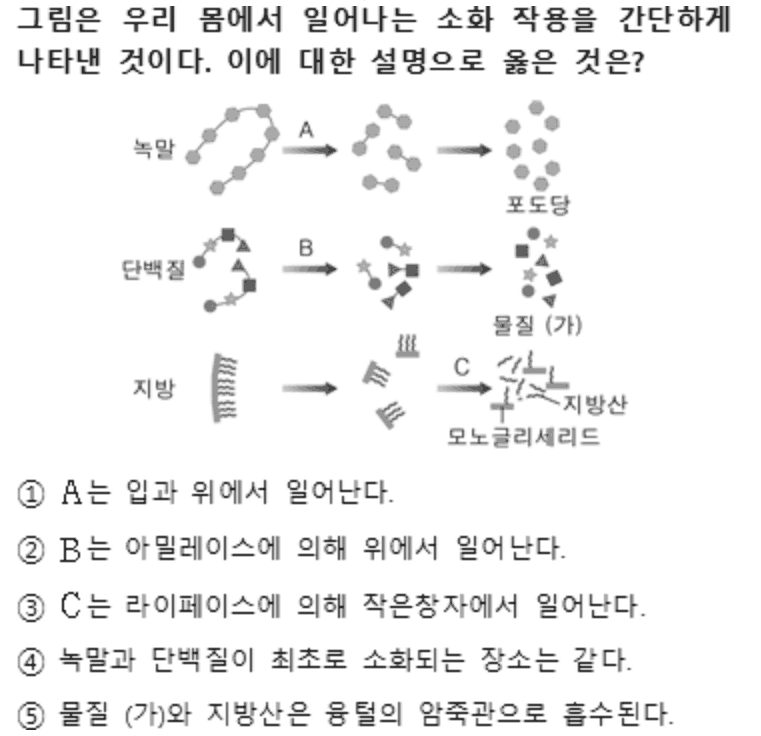 그림은 우리 몸에서 일어나는 소화 작용을 간단하게
나타낸 것이다. 이에 대한 설명으로 옳은 것은?
녹말
A
포도당
단백질
B
물질 (가)
지방
C
지방산
모노글리세리드
① A는 입과 위에서 일어난다.
② B는 아밀레이스에 의해 위에서 일어난다.
③ C는 라이페이스에 의해 작은창자에서 일어난다.
④ 녹말과 단백질이 최초로 소화되는 장소는 같다.
⑤ 물질 (가)와 지방산은 융털의 암죽관으로 흡수된다.